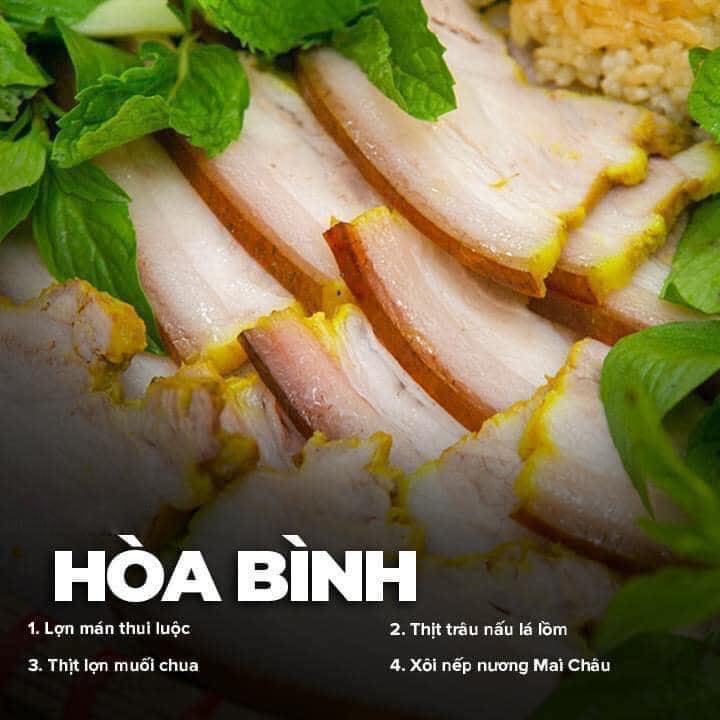 HÒA BÌNH
1. Lợn mán thui luộc
2. Thịt trâu nấu lá lồm
3. Thịt lợn muối chua
4. Xôi nếp nương Mai Châu